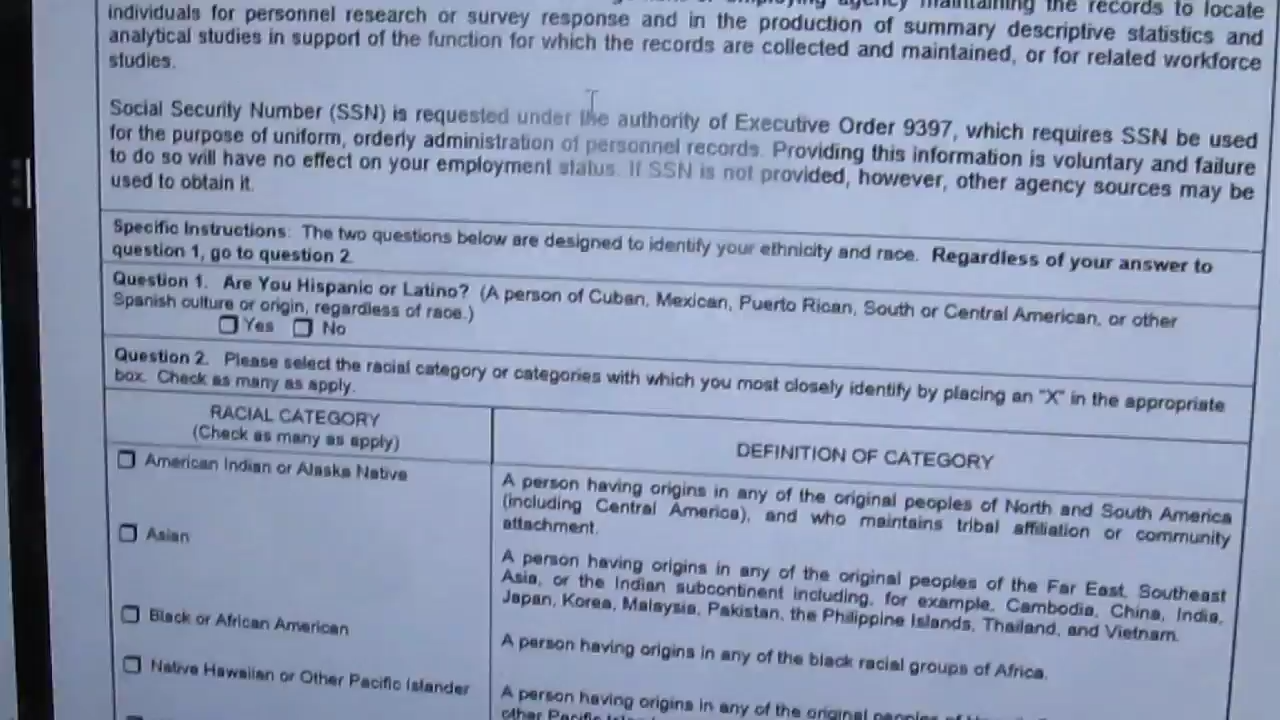 agency maintaining the records to locate
individuals for personnel research or survey response and in the production of summary descriptive statistics and
analytical studies in support of the function for which the records are collected and maintained, or for related workforce
studies.
Social Security Number (SSN) is requested under the authority of Executive Order 9397, which requires SSN be used
for the purpose of uniform, orderly administration of personnel records. Providing this information is voluntary and failure
to do so will have no effect on your employment status. If SSN is not provided, however, other agency sources may be
used to obtain it.
Specific Instructions: The two questions below are designed to identify your ethnicity and race. Regardless of your answer to
question 1, go to question 2.
Question 1. Are You Hispanic or Latino? (A person of Cuban, Mexican, Puerto Rican, South or Central American, or other
Spanish culture or origin, regardless of race.)
Yes No
Question 2. Please select the racial category or categories with which you most closely identify by placing an "X" in the appropriate
box. Check as many as apply.
RACIAL CATEGORY
(Check as many as apply)
DEFINITION OF CATEGORY
American Indian or Alaska Native
A person having origins in any of the original peoples of North and South America
(including Central America), and who maintains tribal affiliation or community
attachment.
Asian
A person having origins in any of the original peoples of the Far East, Southeast
Asia, or the Indian subcontinent including, for example, Cambodia, China, India,
Japan, Korea, Malaysia, Pakistan, the Philippine Islands, Thailand, and Vietnam.
Black or African American
A person having origins in any of the black racial groups of Africa.
Native Hawaiian or Other Pacific Islander
A person having origins in any of the original peoples of
other Pacific